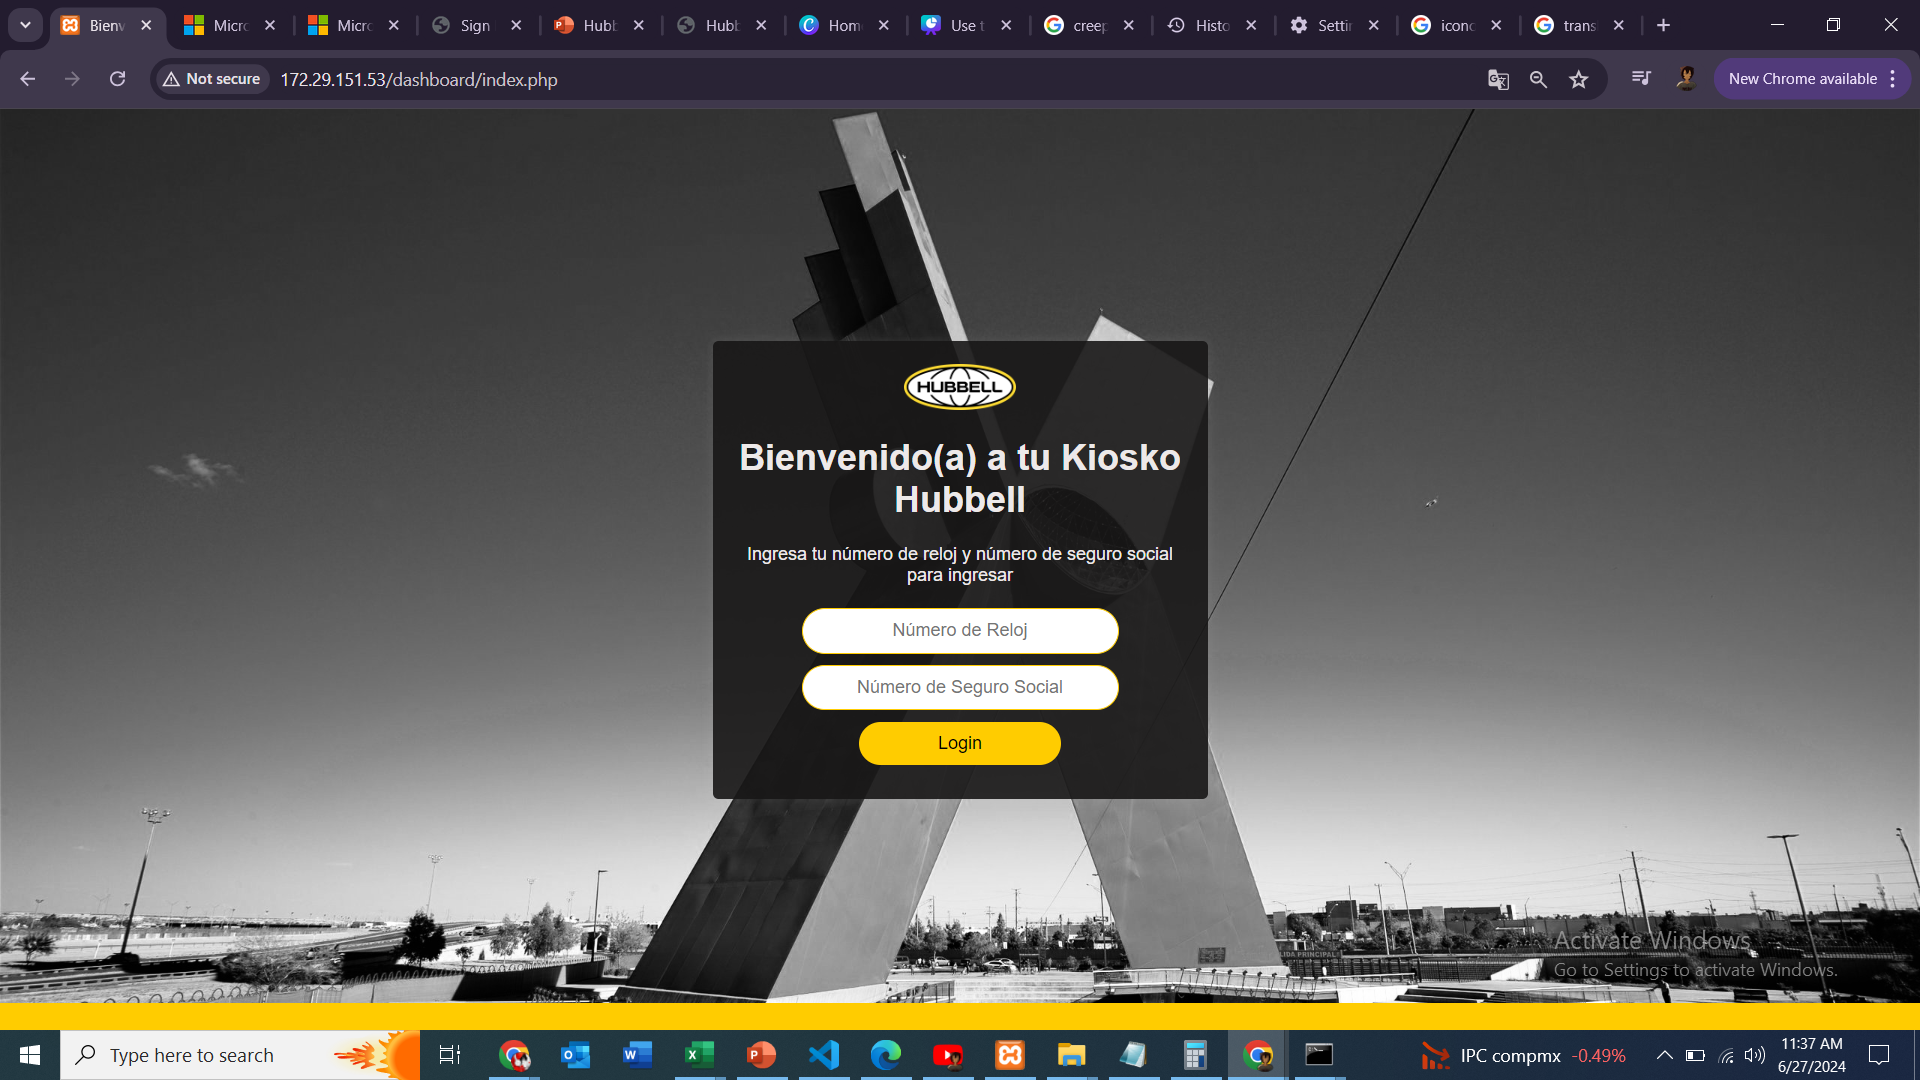 Bienv
Micro
Micro
Sign
Hubb
Hubb
Home
Use t
creep
Histo
Settin
iconc
trans
Not secure
172.29.151.53/dashboard/index.php
New Chrome available
HUBBELL
Bienvenido(a) a tu Kiosko
Hubbell
Ingresa tu número de reloj y número de seguro social
para ingresar
Número de Reloj
Número de Seguro Social
Login
Activate Windows
Go to Settings to activate Windows.
Type here to search
IPC compmx -0.49%
11:37 AM
6/27/2024